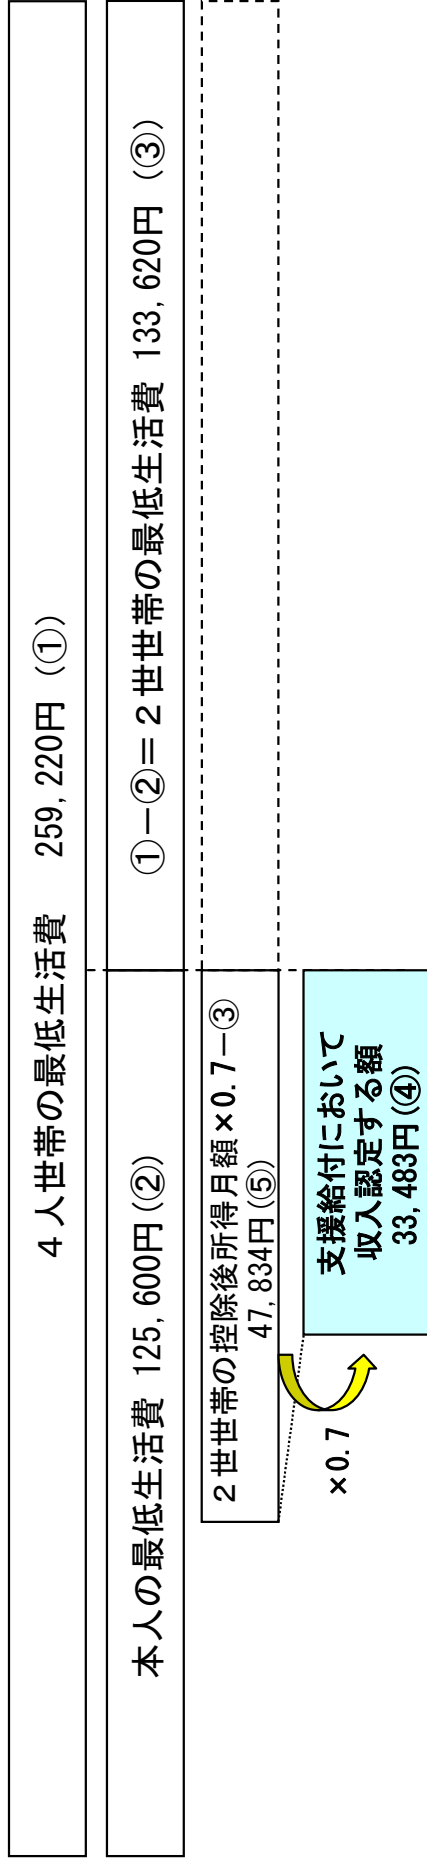 ４人世帯の最低生活費　259,220円（①）
本人の最低生活費 125,600円（②）
①－②＝２世世帯の最低生活費 133,620円（③）
２世世帯の控除後所得月額×0.7－③
47,834円（⑤）
×0.7
支援給付において
収入認定する額
33,483円（④）